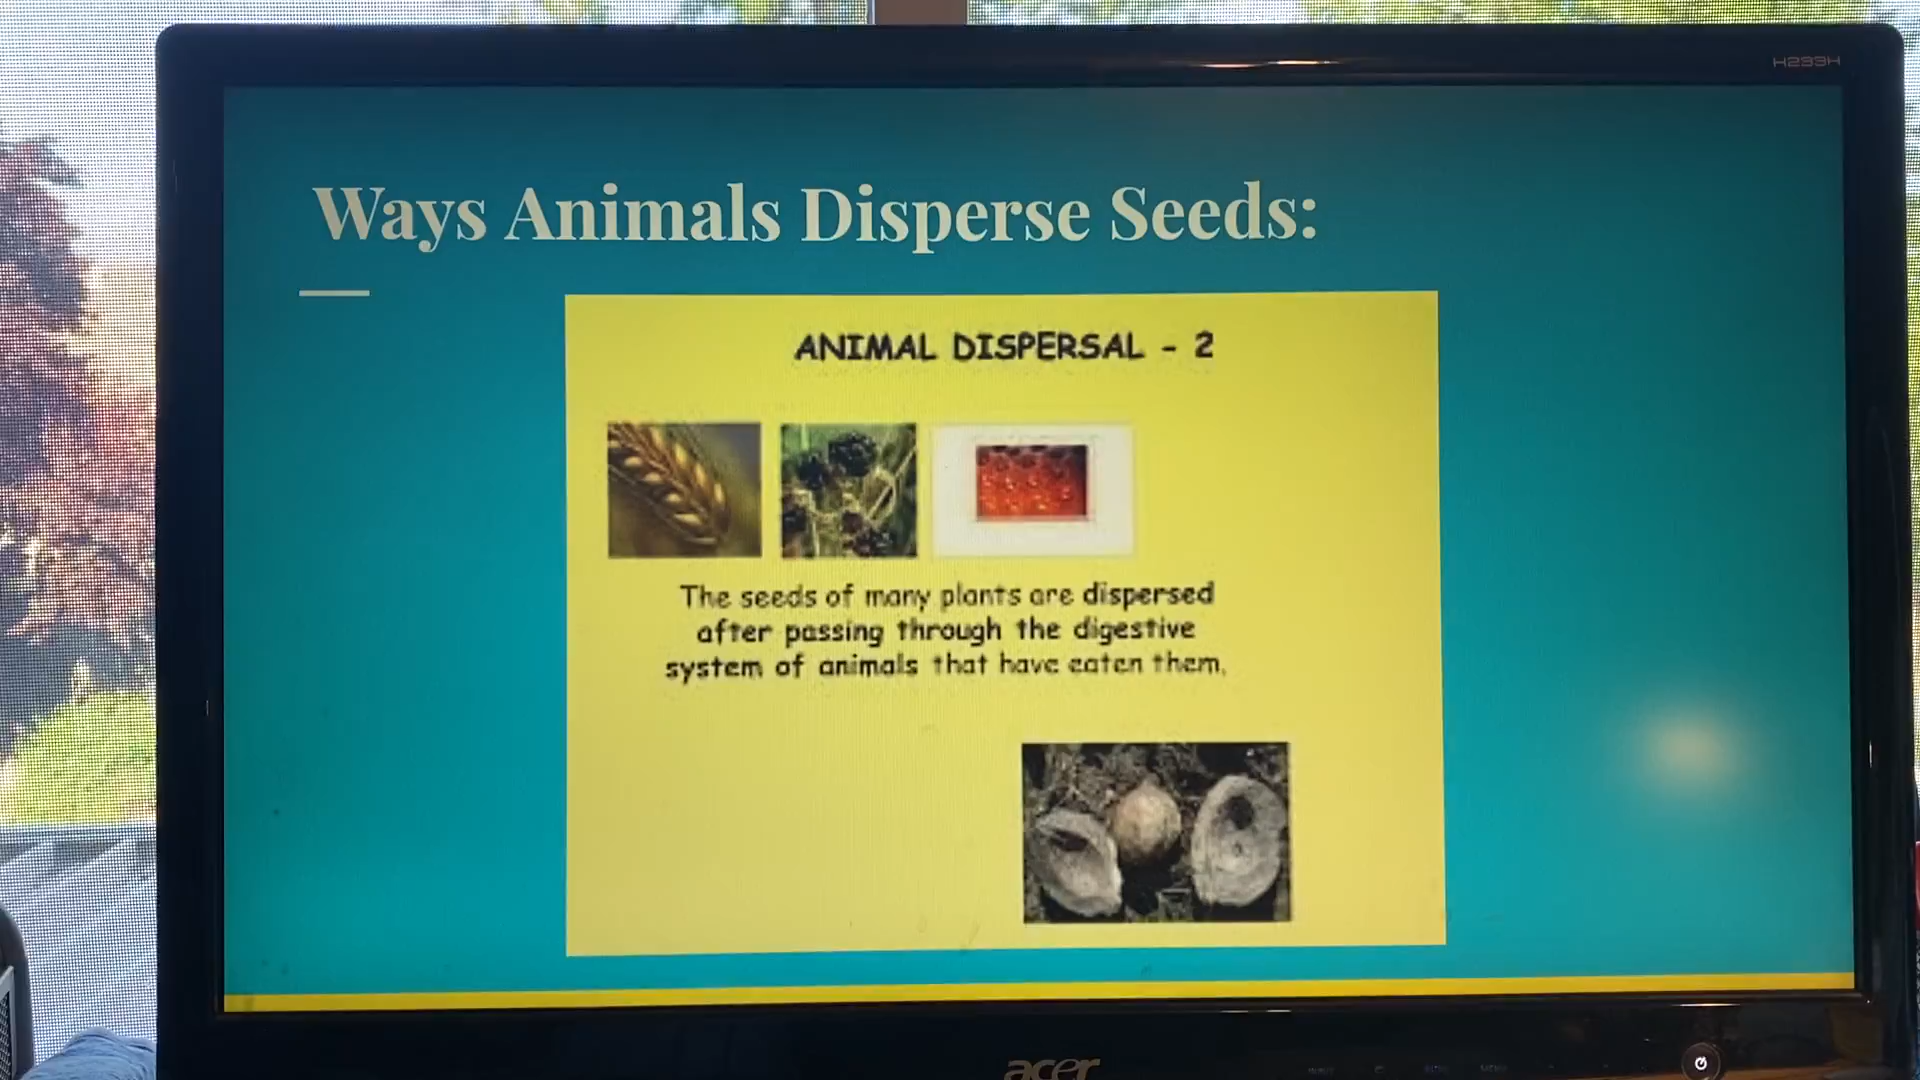 H233H
Ways Animals Disperse Seeds:
ANIMAL DISPERSAL - 2
The seeds of many plants are dispersed
after passing through the digestive
system of animals that have eaten them.
acer